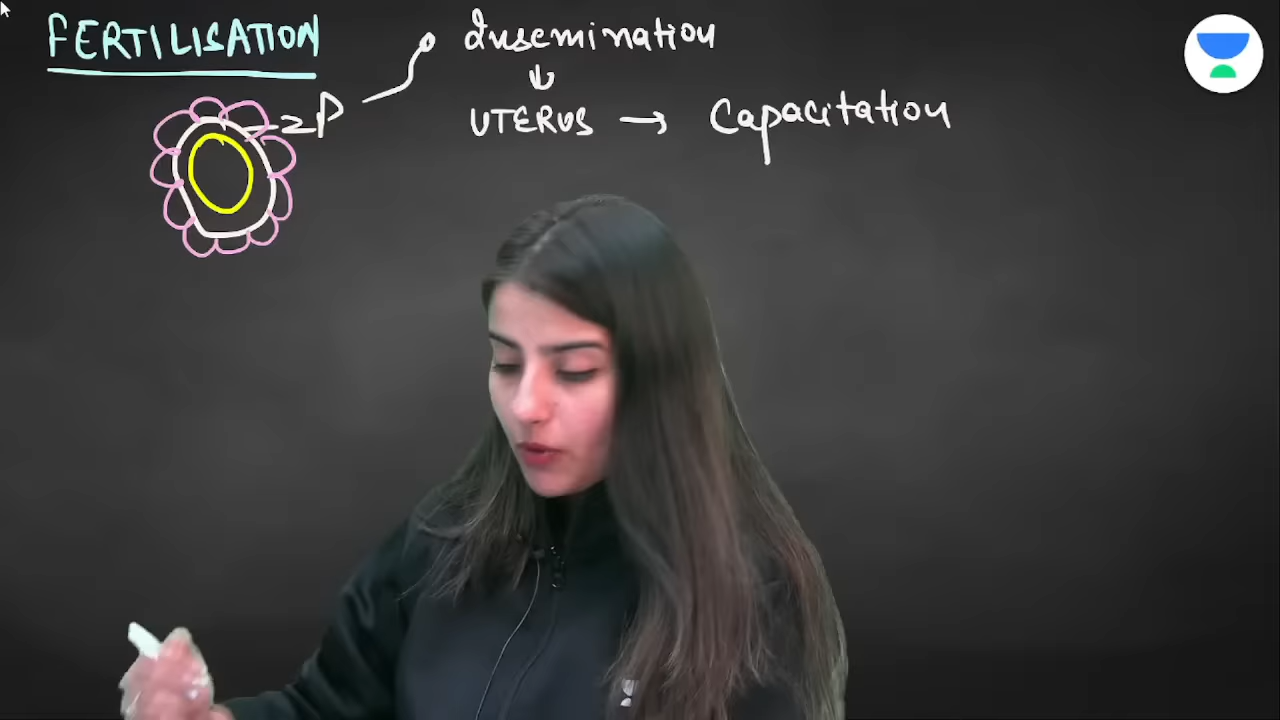 FERTILISATION
Insemination
↓
UTERUS → Capacitation
ZP